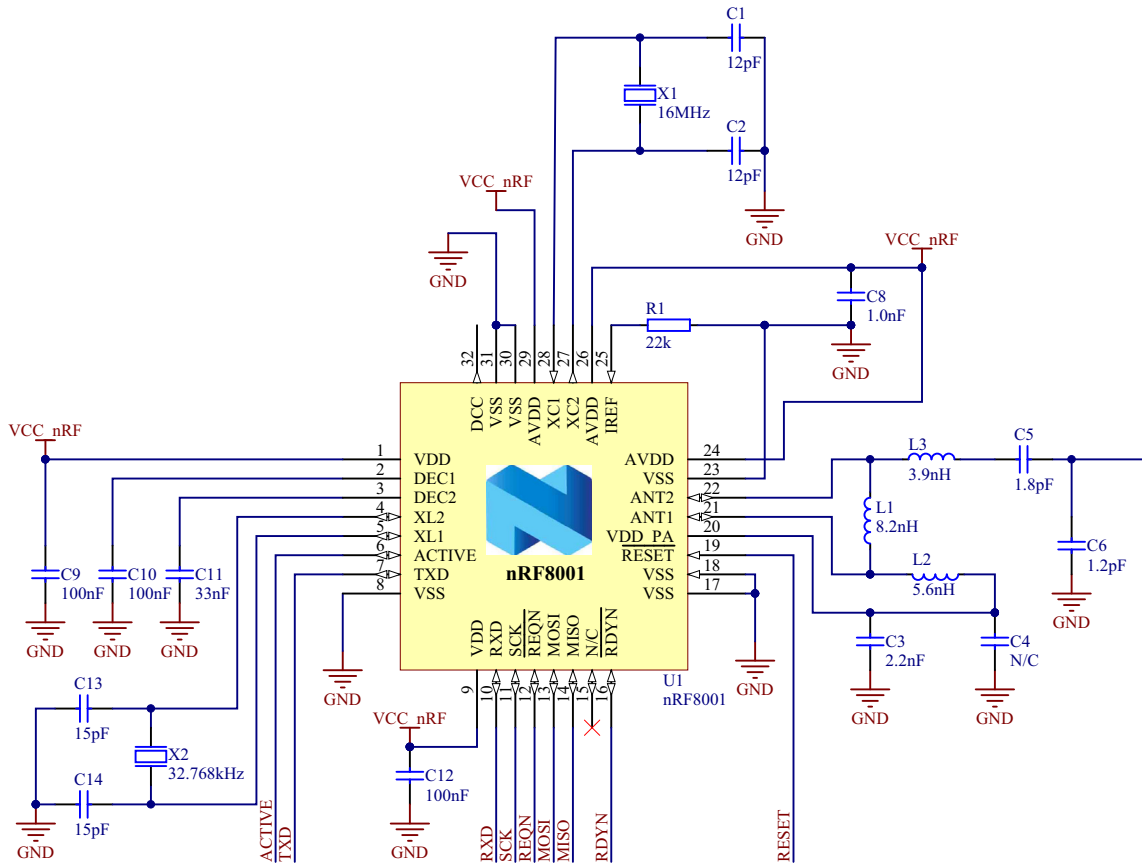 C1
12pF
X1
16MHz
C2
12pF
GND
VCC_nRF
GND
VCC_nRF
C8
1.0nF
GND
R1
22k
32
31
30
29
28
27
26
25
DCC
VSS
VSS
AVDD
XC1
XC2
AVDD
IREF
VCC_nRF
1
VDD
2
DEC1
3
DEC2
4
XL2
5
XL1
6
ACTIVE
7
TXD
8
VSS
24
AVDD
23
VSS
22
ANT2
21
ANT1
20
VDD_PA
19
RESET
18
VSS
17
VSS
nRF8001
VDD
RXD
SCK
REQN
MOSI
MISO
N/C
RDYN
9
10
11
12
13
14
15
16
U1
nRF8001
L3
3.9nH
C5
1.8pF
L1
8.2nH
L2
5.6nH
C6
1.2pF
GND
C3
2.2nF
GND
C4
N/C
GND
GND
C9
100nF
GND
C10
100nF
GND
C11
33nF
GND
GND
C13
15pF
X2
32.768kHz
C14
15pF
GND
VCC_nRF
C12
100nF
GND
ACTIVE
TXD
RXD
SCK
REQN
MOSI
MISO
RDYN
RESET